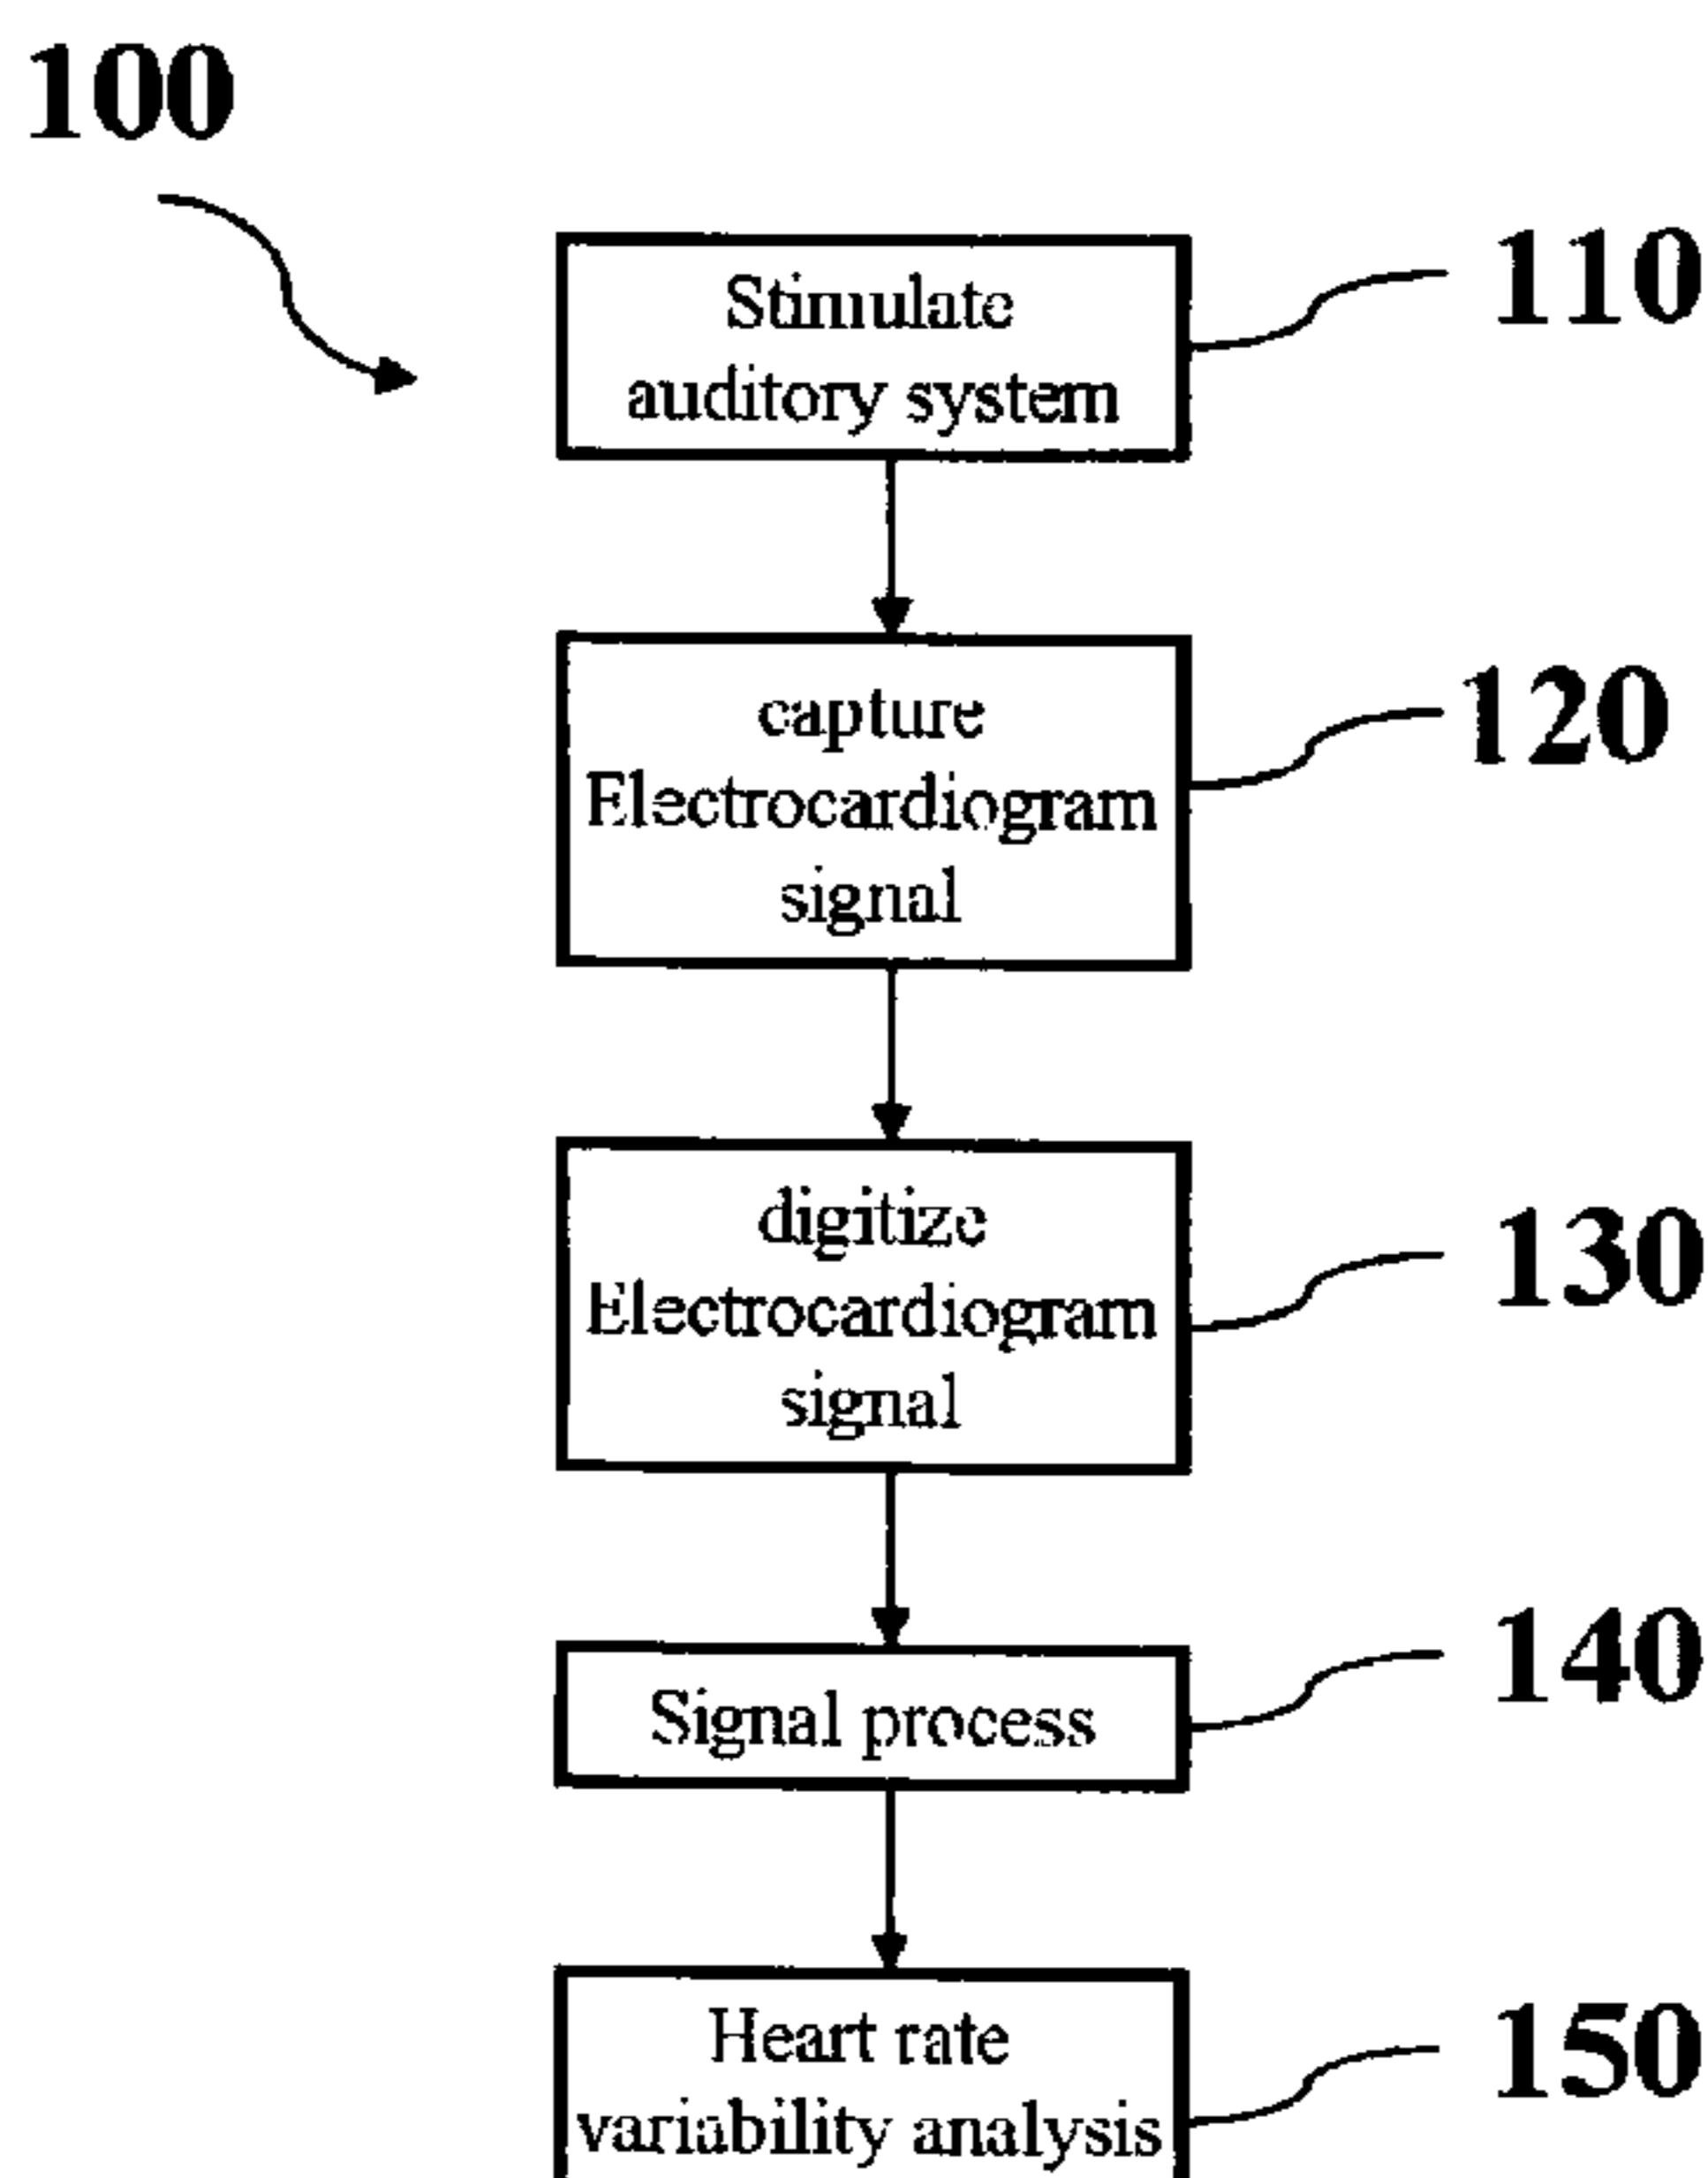 100
Stimulate
auditory system
110
capture
Electrocardiogram
signal
120
digitize
Electrocardiogram
signal
130
Signal process
140
Heart rate
variability analysis
150